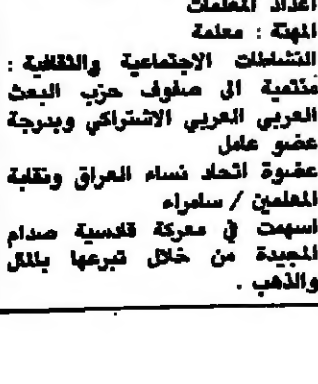 اعداد المعلمات
المهنة : معلمة
النشاطات الاجتماعية والثقافية :
منتمية الى صفوف حزب البعث
العربي العربي الاشتراكي وبدرجة
عضو عامل
عضوة اتحاد نساء العراق ونقابة
المعلمين / سامراء
اسهمت في معركة قادسية صدام
المجيدة من خلال تبرعها بالمال
والذهب .